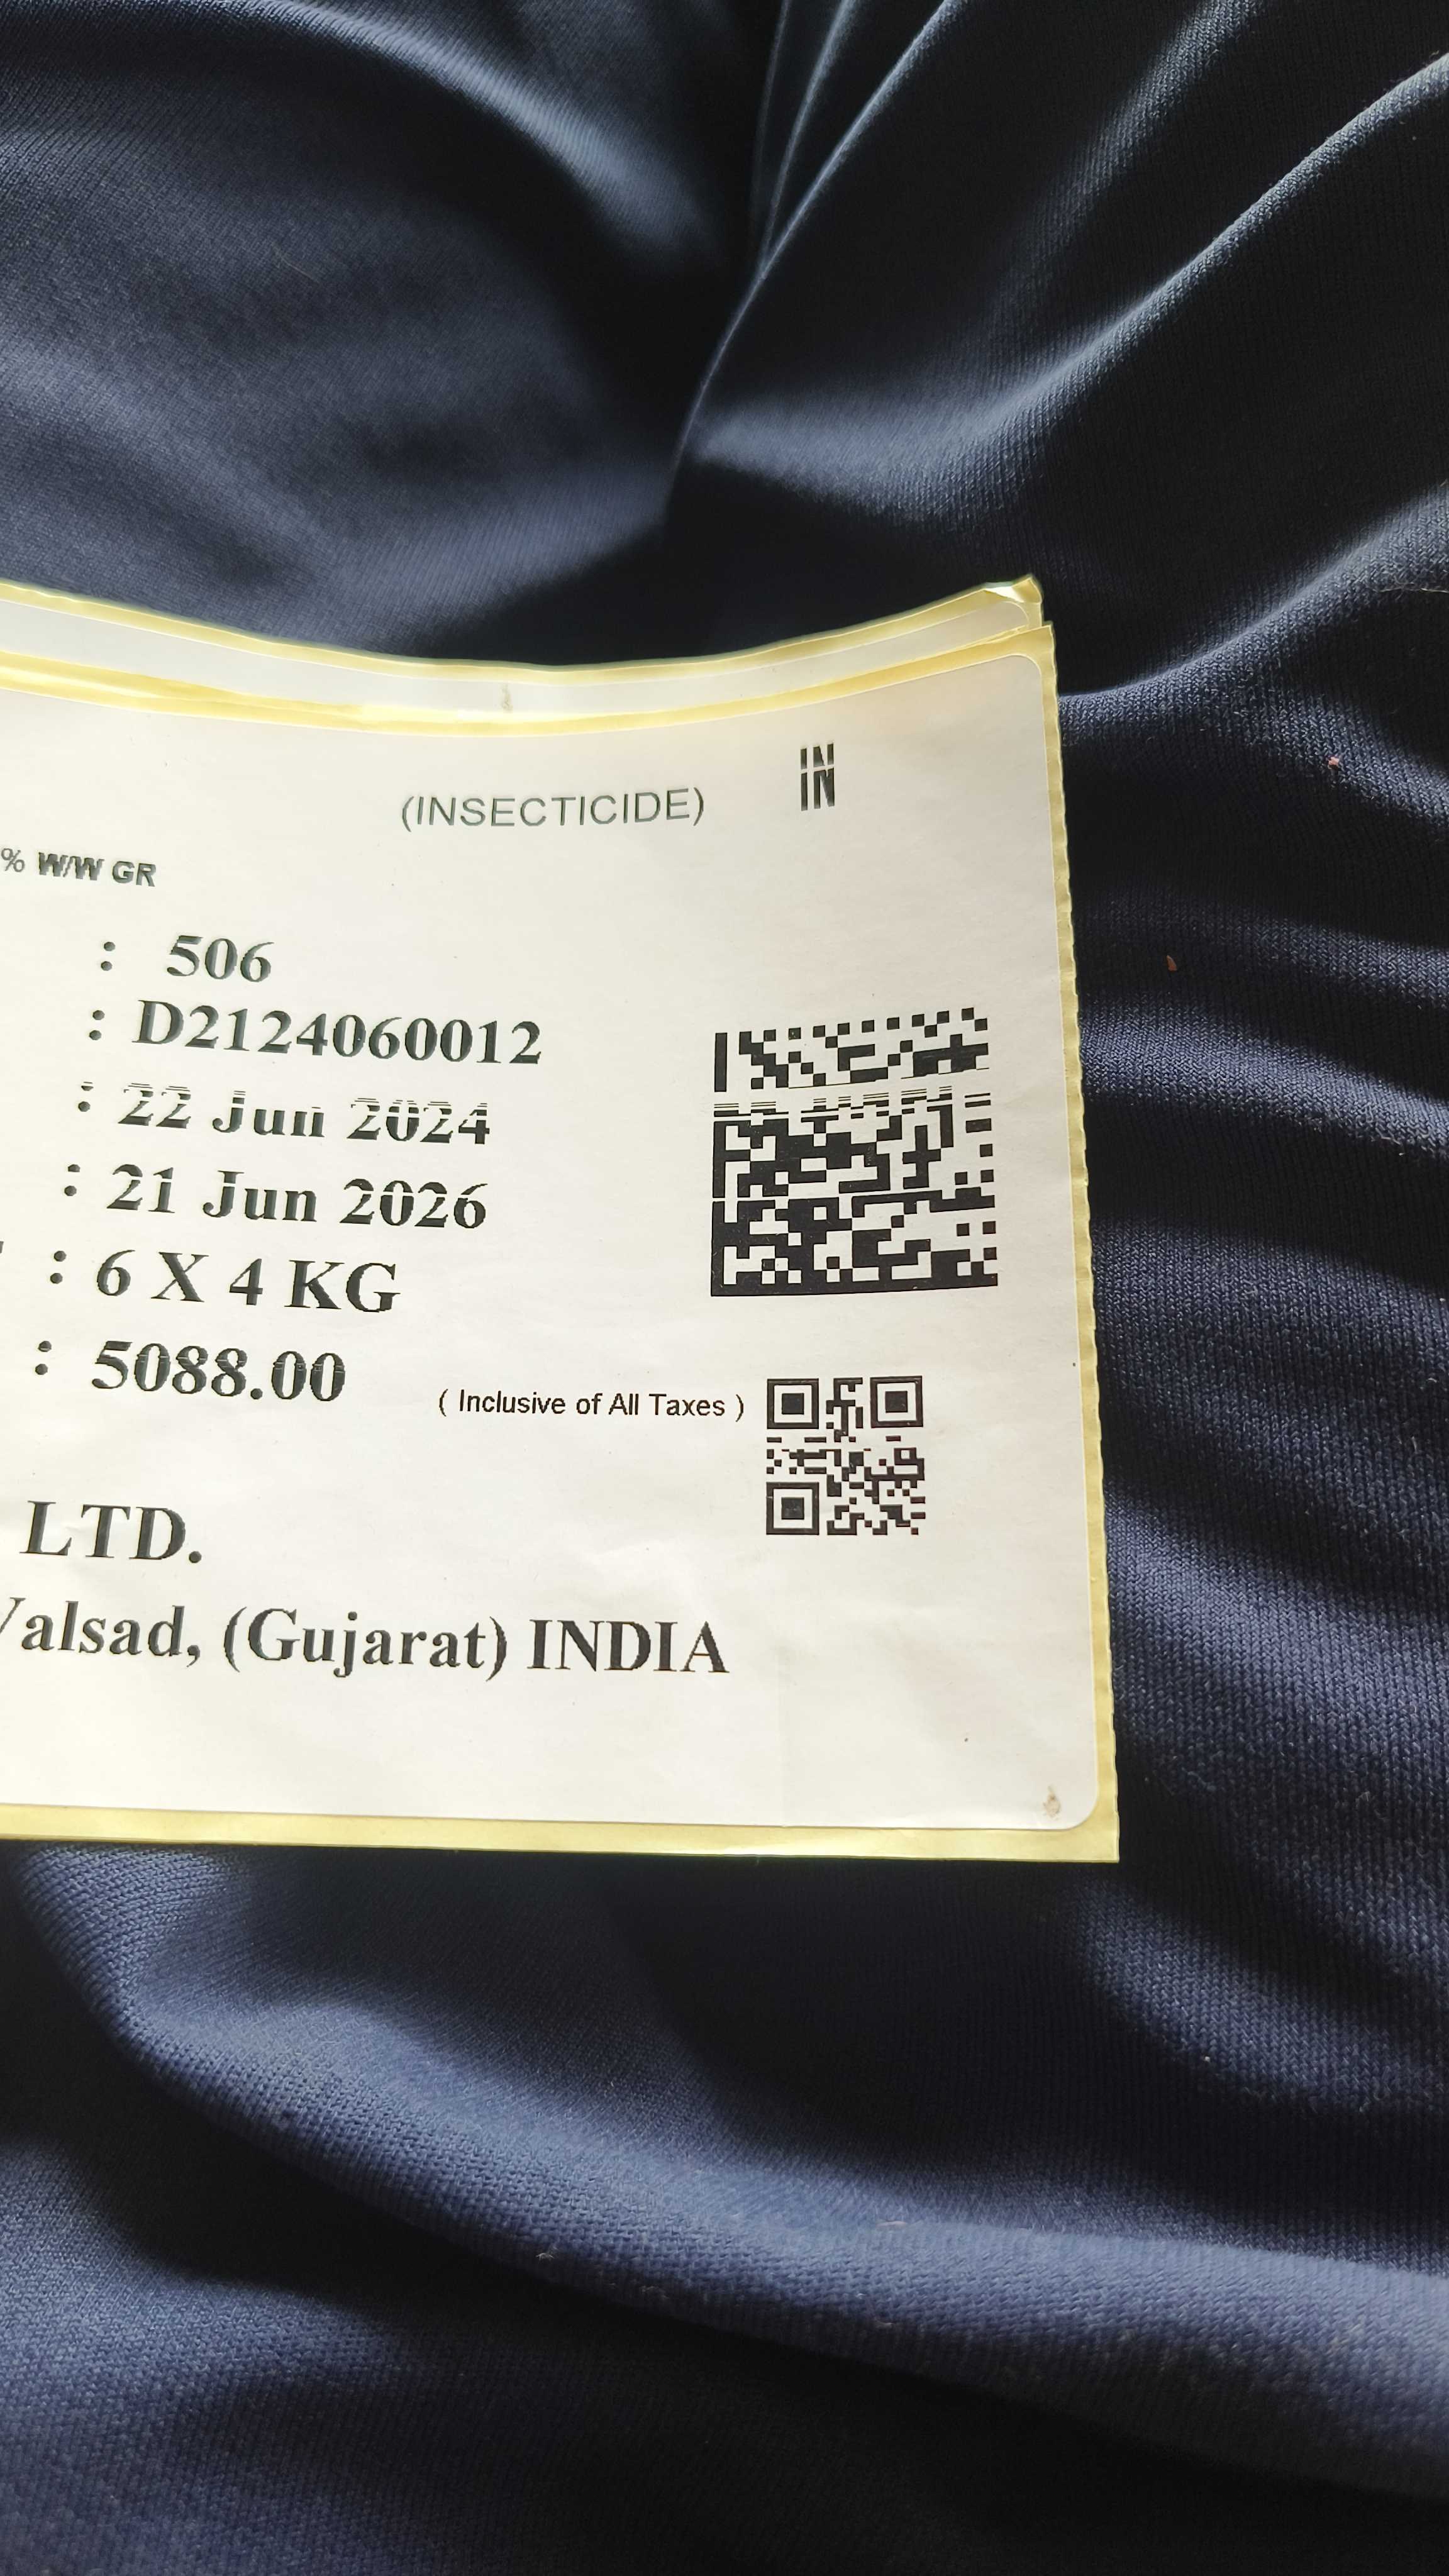 (INSECTICIDE) IN
% W/W GR
: 506
: D2124060012
: 22 Jun 2024
: 21 Jun 2026
: 6 X 4 KG
: 5088.00 ( Inclusive of All Taxes )
LTD.
Valsad, (Gujarat) INDIA